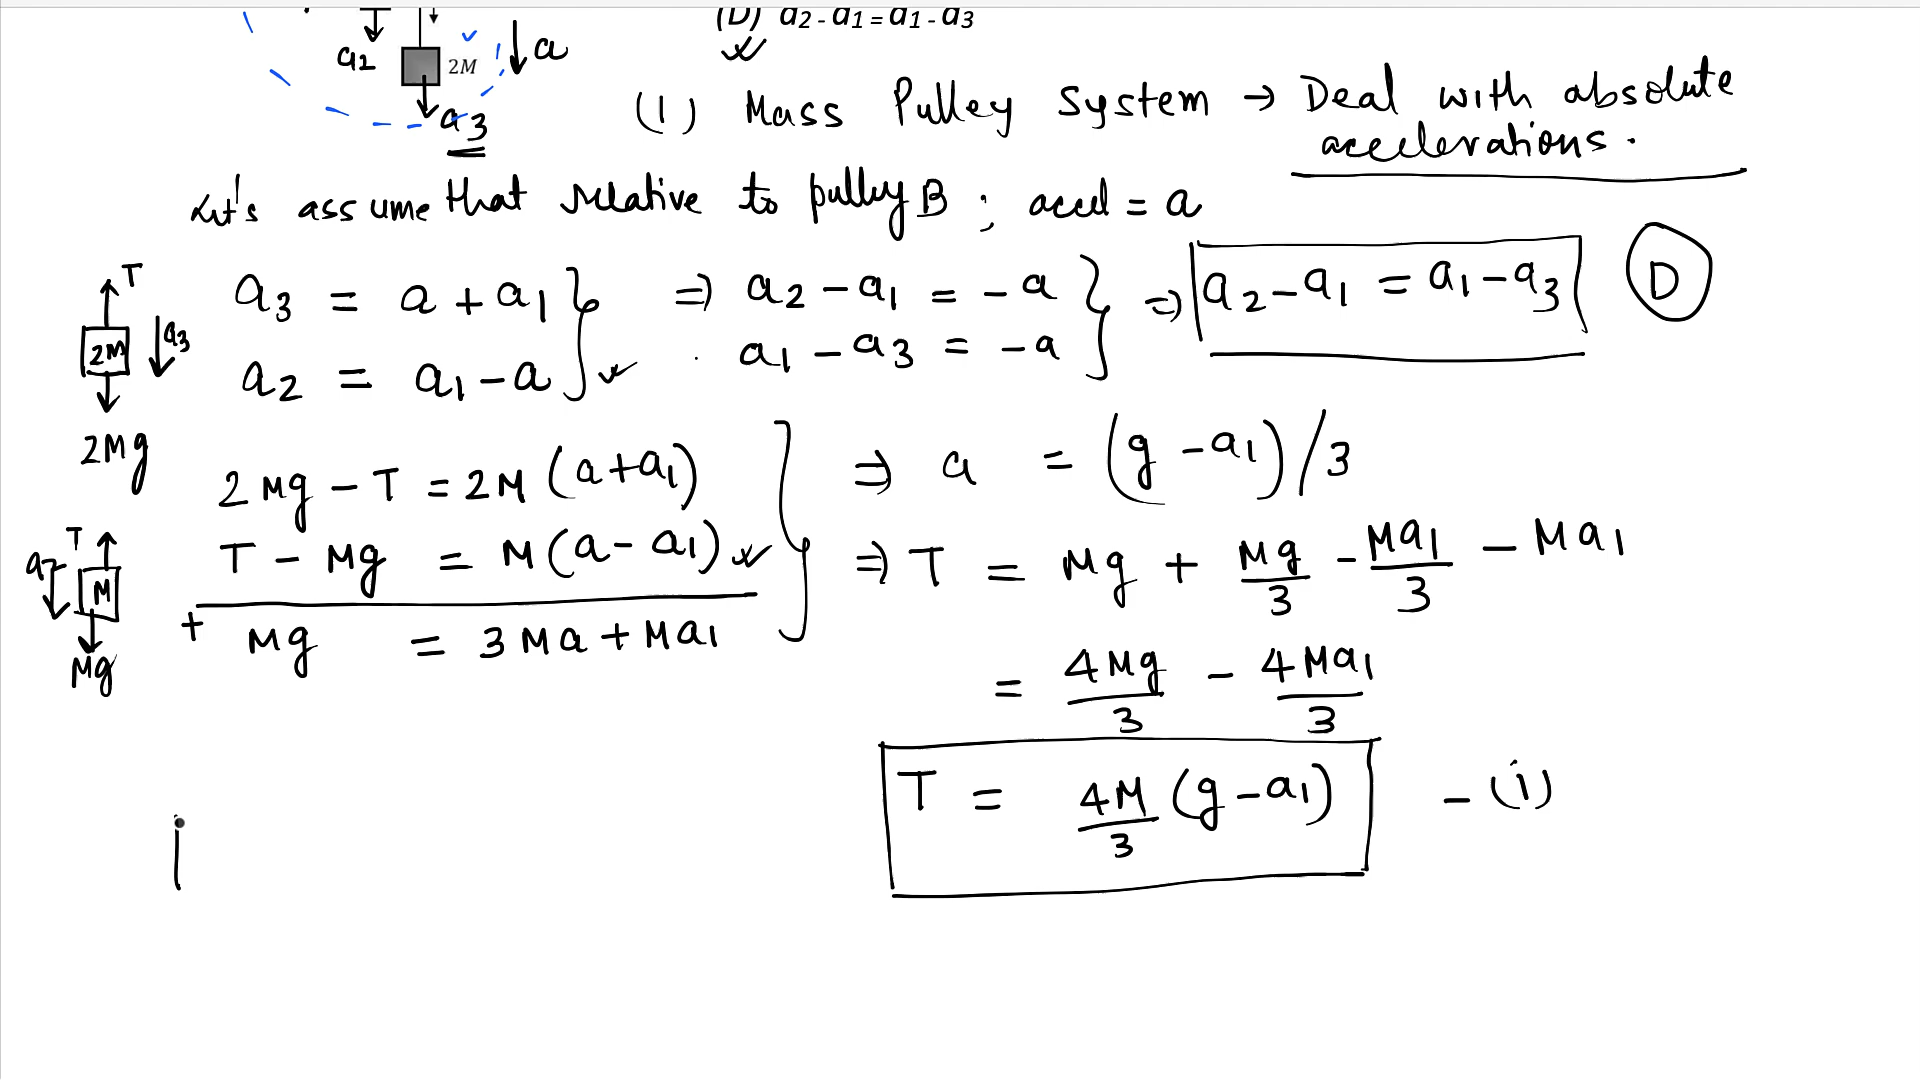 (D) a2 - a1 = a1 - a3
T
a2
2M
a
a3
(1) Mass Pulley System → Deal with absolute
accelerations.
Let's assume that relative to pulley B ; accel = a
T
2M
a3
2Mg
a3 = a + a1
a2 = a1 - a
⇒ a2 - a1 = - a
a1 - a3 = - a
⇒ a2 - a1 = a1 - a3
D
2Mg - T = 2M (a + a1)
T - Mg = M (a - a1)
+ Mg = 3Ma + Ma1
T
a2
M
Mg
⇒ a = (g - a1) / 3
⇒ T = Mg + Mg/3 - Ma1/3 - Ma1
= 4Mg/3 - 4Ma1/3
T = 4M/3 (g - a1) - (i)